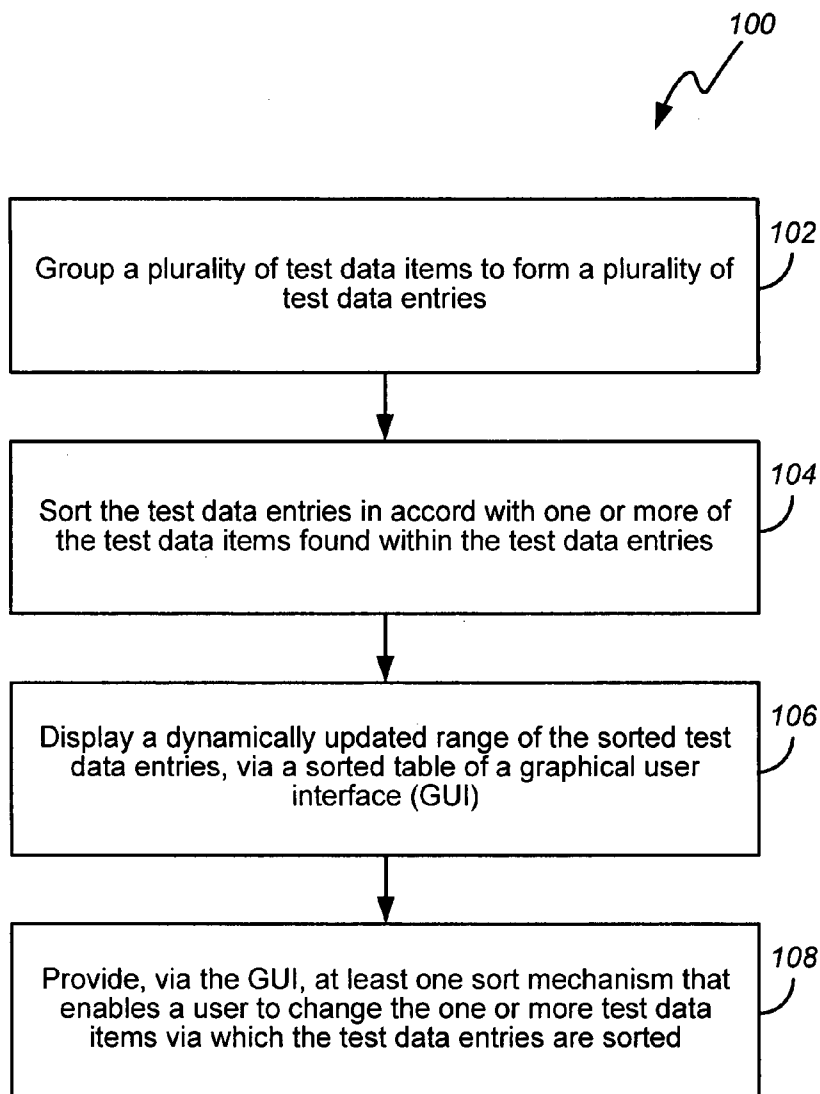 100
102
Group a plurality of test data items to form a plurality of
test data entries
104
Sort the test data entries in accord with one or more of
the test data items found within the test data entries
106
Display a dynamically updated range of the sorted test
data entries, via a sorted table of a graphical user
interface (GUI)
108
Provide, via the GUI, at least one sort mechanism that
enables a user to change the one or more test data
items via which the test data entries are sorted